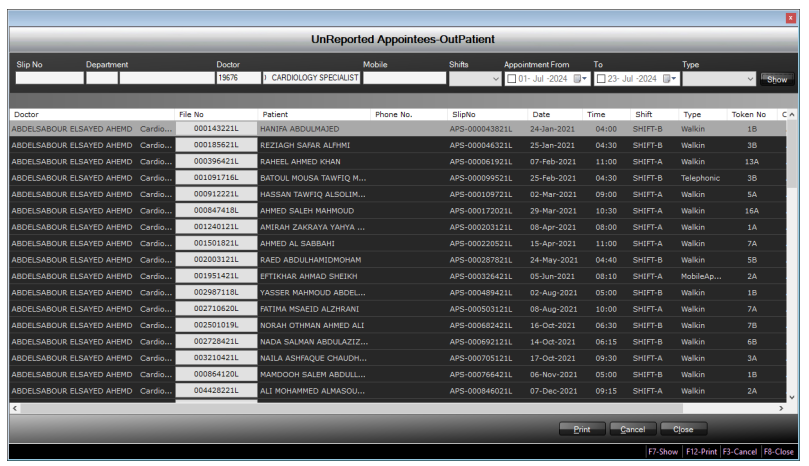 X
UnReported Appointees-OutPatient
Slip No Department Doctor Mobile Shifts Appointment From To Type
19676 ) CARDIOLOGY SPECIALIST 01- Jul -2024 23- Jul -2024 Show
Doctor File No Patient Phone No. SlipNo Date Time Shift Type Token No C
ABDELSABOUR ELSAYED AHEMD Cardio... 000143221L HANIFA ABDULMAJED APS-000043821L 24-Jan-2021 04:00 SHIFT-B Walkin 1B
ABDELSABOUR ELSAYED AHEMD Cardio... 000185621L REZIAGH SAFAR ALFHMI APS-000046321L 25-Jan-2021 04:30 SHIFT-B Walkin 3B
ABDELSABOUR ELSAYED AHEMD Cardio... 000396421L RAHEEL AHMED KHAN APS-000061921L 07-Feb-2021 11:00 SHIFT-A Walkin 13A
ABDELSABOUR ELSAYED AHEMD Cardio... 001091716L BATOUL MOUSA TAWFIQ M... APS-000099521L 25-Feb-2021 04:30 SHIFT-B Telephonic 3B
ABDELSABOUR ELSAYED AHEMD Cardio... 000912221L HASSAN TAWFIQ ALSOLIM... APS-000109721L 02-Mar-2021 09:00 SHIFT-A Walkin 5A
ABDELSABOUR ELSAYED AHEMD Cardio... 000847418L AHMED SALEH MAHMOUD APS-000172021L 29-Mar-2021 10:30 SHIFT-A Walkin 16A
ABDELSABOUR ELSAYED AHEMD Cardio... 001240121L AMIRAH ZAKRAYA YAHYA ... APS-000203121L 08-Apr-2021 08:00 SHIFT-A Walkin 1A
ABDELSABOUR ELSAYED AHEMD Cardio... 001501821L AHMED AL SABBAHI APS-000220521L 15-Apr-2021 11:00 SHIFT-A Walkin 7A
ABDELSABOUR ELSAYED AHEMD Cardio... 002003121L RAED ABDULHAMIDMOHAM APS-000287821L 24-May-2021 04:40 SHIFT-B Walkin 5B
ABDELSABOUR ELSAYED AHEMD Cardio... 001951421L EFTIKHAR AHMAD SHEIKH APS-000326421L 05-Jun-2021 08:10 SHIFT-A MobileAp... 2A
ABDELSABOUR ELSAYED AHEMD Cardio... 002987118L YASSER MAHMOUD ABDEL... APS-000489421L 02-Aug-2021 05:00 SHIFT-B Walkin 1B
ABDELSABOUR ELSAYED AHEMD Cardio... 002710620L FATIMA MSAEID ALZHRANI APS-000503121L 08-Aug-2021 10:00 SHIFT-A Walkin 7A
ABDELSABOUR ELSAYED AHEMD Cardio... 002501019L NORAH OTHMAN AHMED ALI APS-000682421L 16-Oct-2021 06:30 SHIFT-B Walkin 7B
ABDELSABOUR ELSAYED AHEMD Cardio... 002728421L NADA SALMAN ABDULAZIZ... APS-000692121L 14-Oct-2021 06:15 SHIFT-B Walkin 6B
ABDELSABOUR ELSAYED AHEMD Cardio... 003210421L NAILA ASHFAQUE CHAUDH... APS-000705121L 17-Oct-2021 09:30 SHIFT-A Walkin 3A
ABDELSABOUR ELSAYED AHEMD Cardio... 000864120L MAMDOOH SALEM ABDULL... APS-000766421L 06-Nov-2021 05:00 SHIFT-B Walkin 1B
ABDELSABOUR ELSAYED AHEMD Cardio... 004428221L ALI MOHAMMED ALMASOU... APS-000846021L 07-Dec-2021 09:15 SHIFT-A Walkin 2A
Print Cancel Close
F7-Show F12-Print F3-Cancel F8-Close